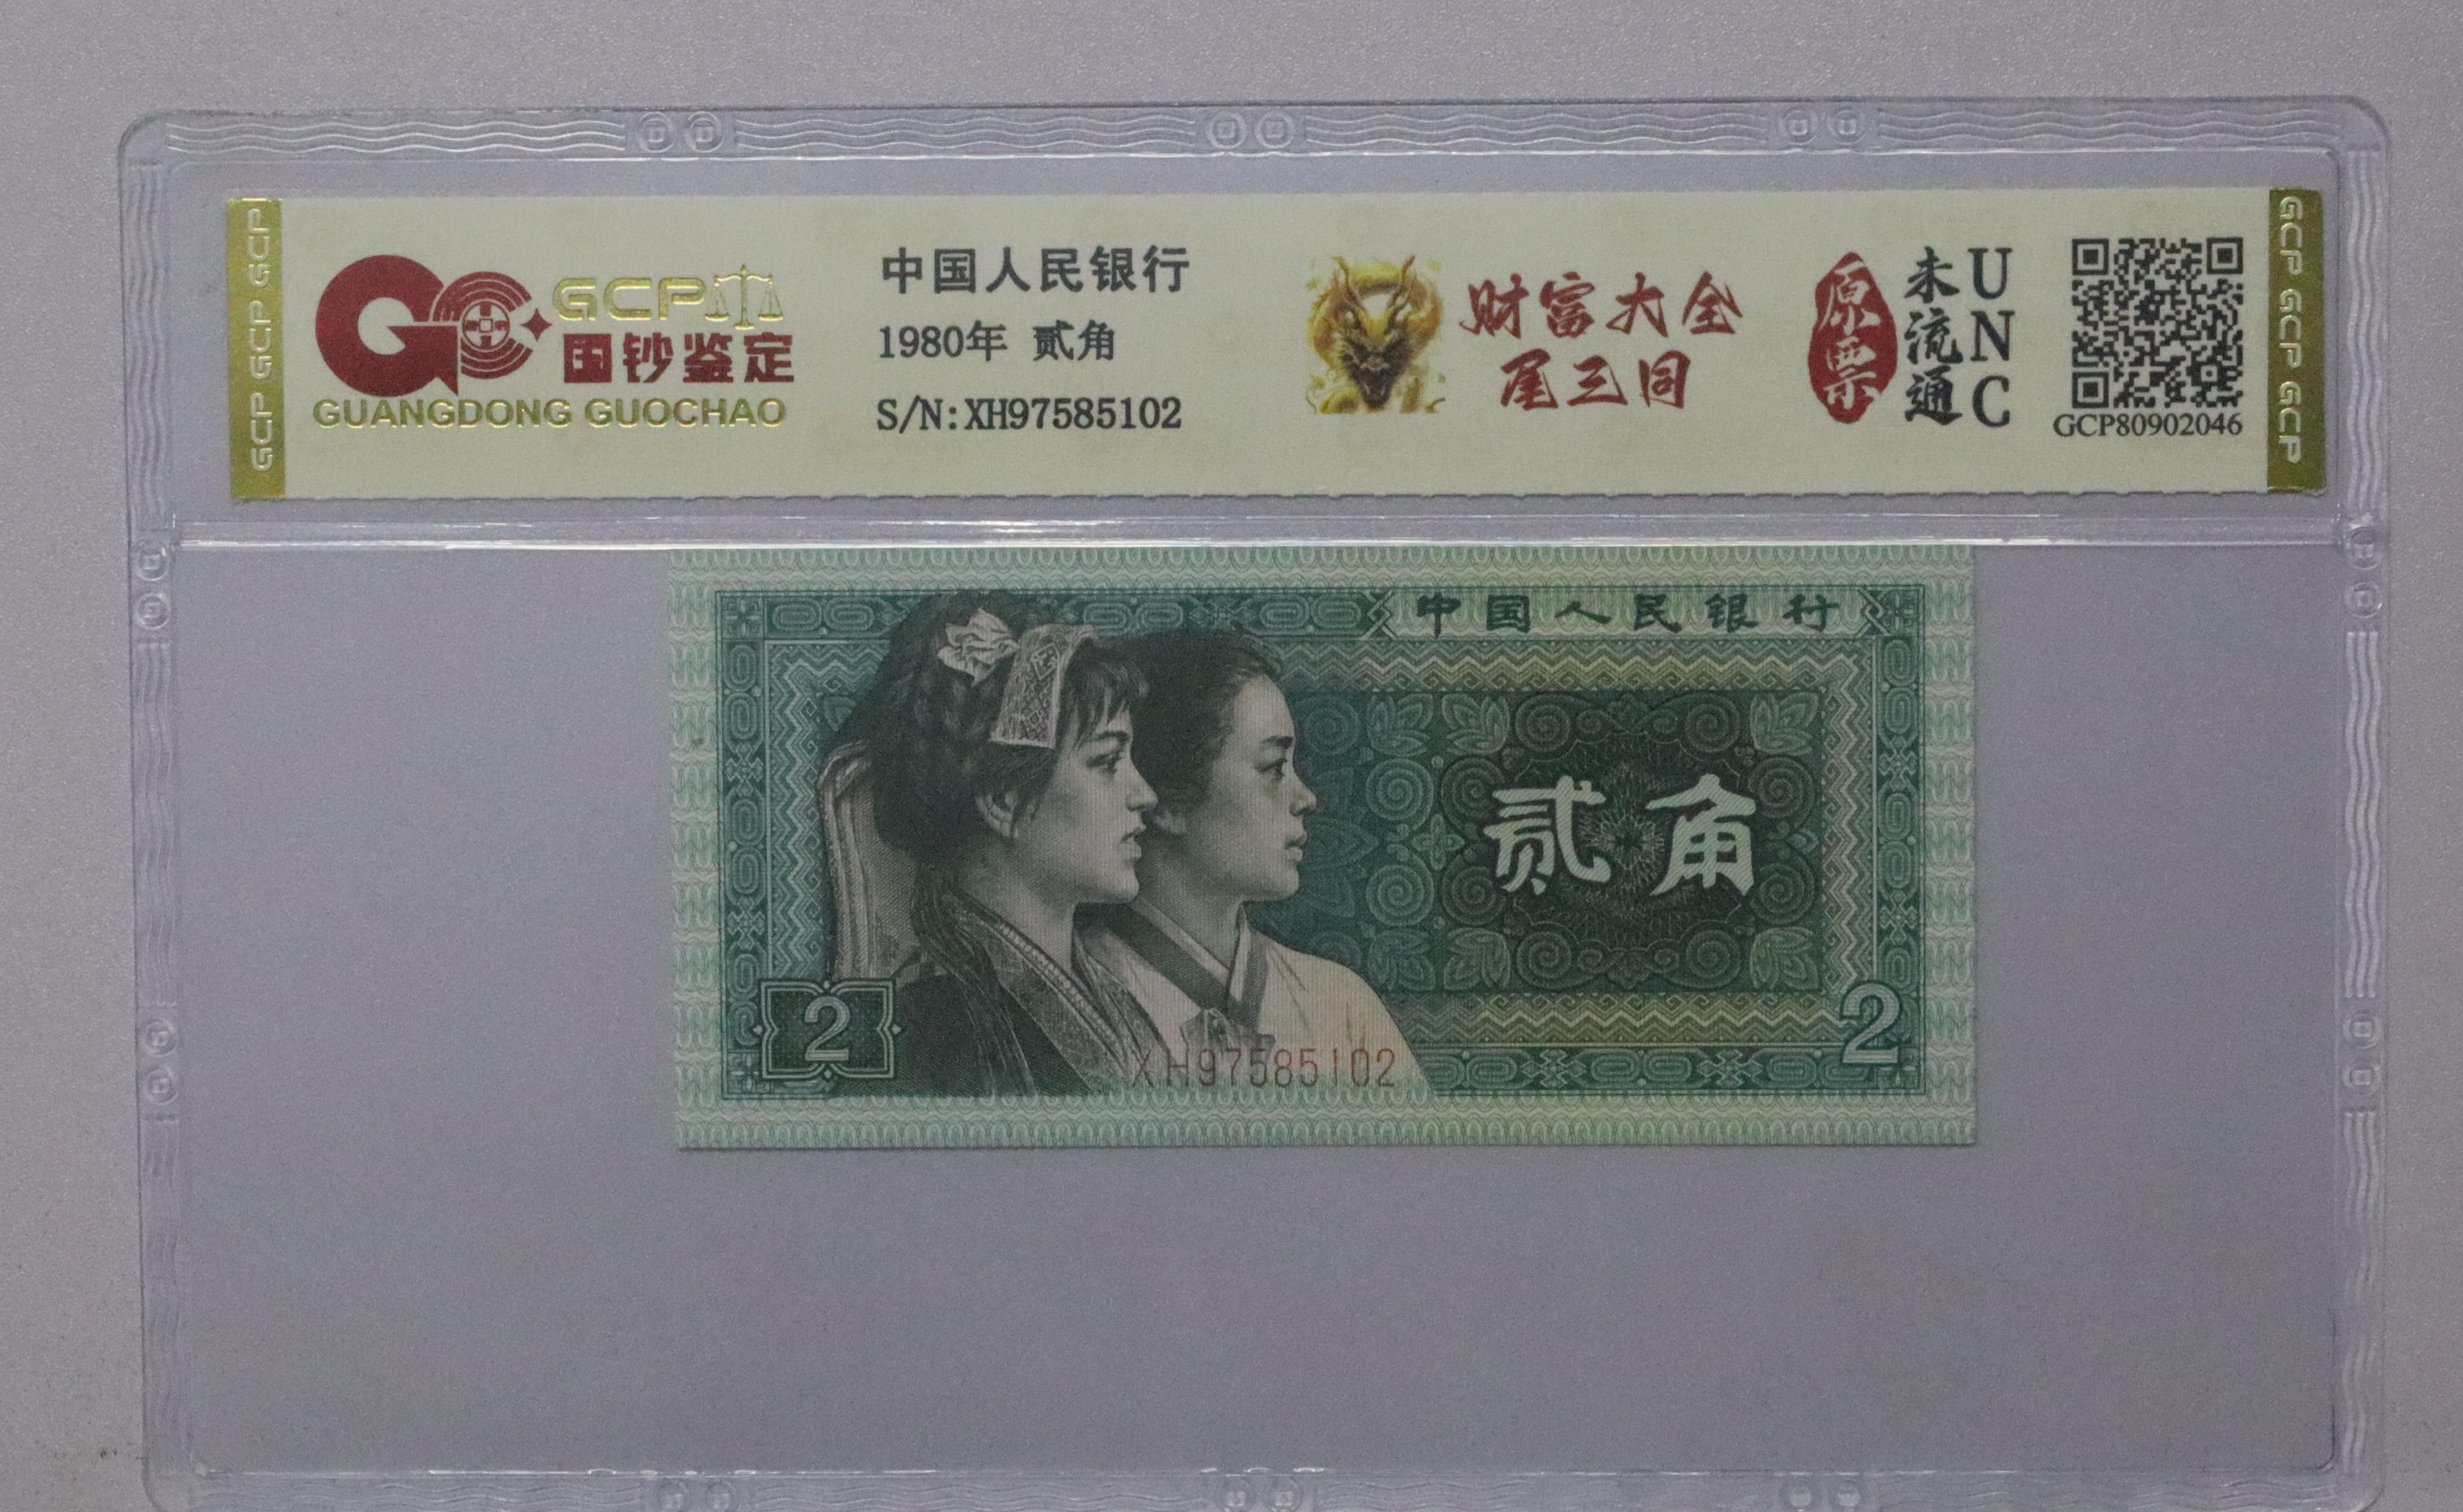 GCP GCP GCP
GCP
国钞鉴定
GUANGDONG GUOCHAO
中国人民银行
1980年 贰角
S/N:XH97585102
财富大全
尾三同
原票
未流通
UNC
GCP80902046
GCP GCP GCP
中国人民银行
贰角
2
2
XH97585102